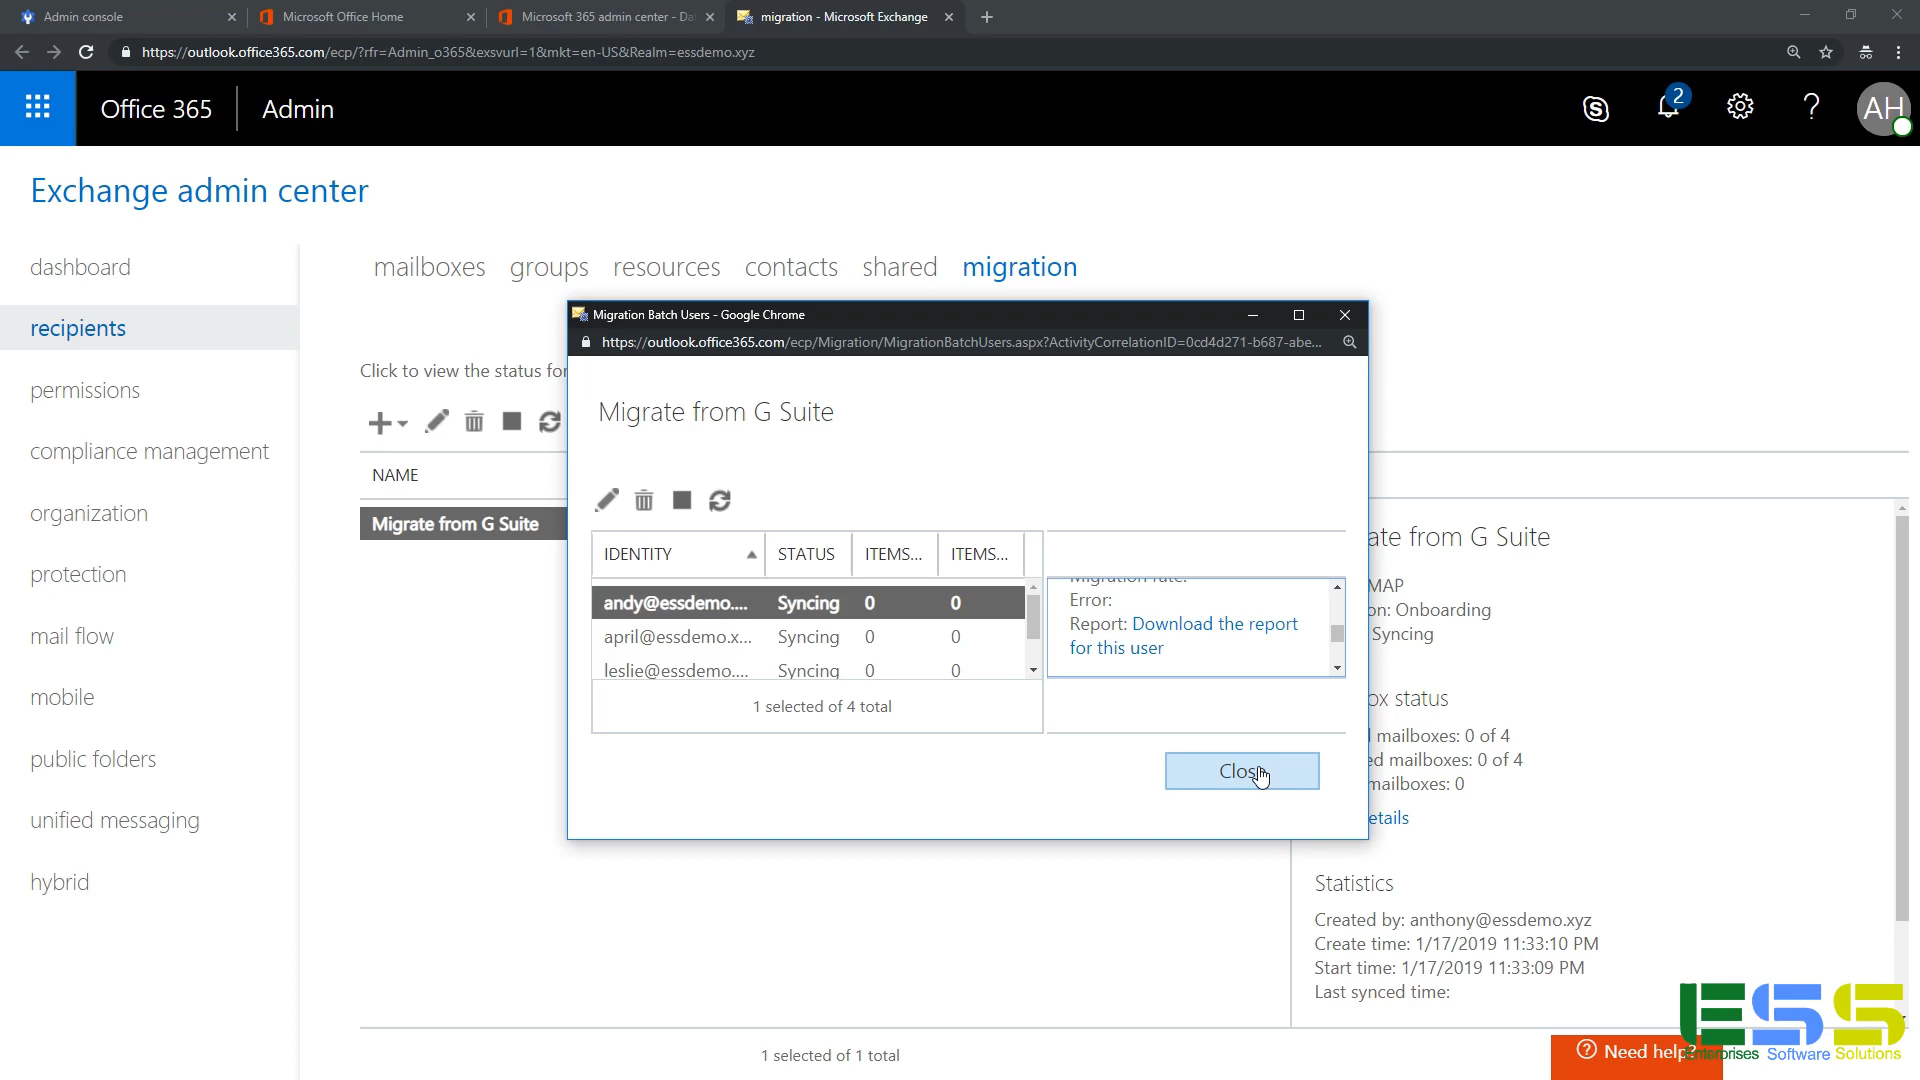 Admin console
Microsoft Office Home
Microsoft 365 admin center - Da
migration - Microsoft Exchange
https://outlook.office365.com/ecp/?rfr=Admin_o365&exsvurl=1&mkt=en-US&Realm=essdemo.xyz
Office 365
Admin
2
AH
Exchange admin center
dashboard
recipients
permissions
compliance management
organization
protection
mail flow
mobile
public folders
unified messaging
hybrid
mailboxes groups resources contacts shared migration
Click to view the status for
NAME
Migrate from G Suite
Migration Batch Users - Google Chrome
https://outlook.office365.com/ecp/Migration/MigrationBatchUsers.aspx?ActivityCorrelationID=0cd4d271-b687-abe...
Migrate from G Suite
IDENTITY STATUS ITEMS... ITEMS...
andy@essdemo.... Syncing 0 0
april@essdemo.x... Syncing 0 0
leslie@essdemo.... Syncing 0 0
1 selected of 4 total
Migration rate:
Error:
Report: Download the report
for this user
Close
ate from G Suite
MAP
on: Onboarding
Syncing
ox status
mailboxes: 0 of 4
ed mailboxes: 0 of 4
mailboxes: 0
etails
Statistics
Created by: anthony@essdemo.xyz
Create time: 1/17/2019 11:33:10 PM
Start time: 1/17/2019 11:33:09 PM
Last synced time:
1 selected of 1 total
Need help?
ESS
Enterprises Software Solutions